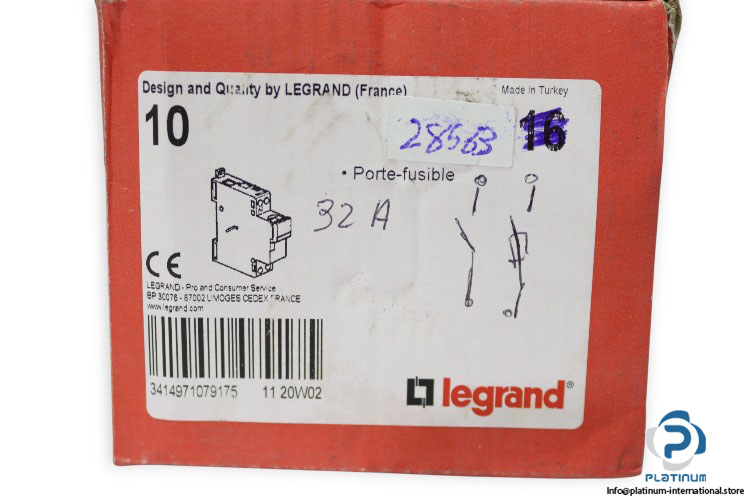 Design and Quality by LEGRAND (France)
Made in Turkey
10
28563
16
• Porte-fusible
32 A
CE
LEGRAND - Pro and Consumer Service
BP 30076 - 87002 LIMOGES CEDEX FRANCE
www.legrand.com
3414971079175
11 20W02
legrand®
PLATINUM
Info@platinum-international.store